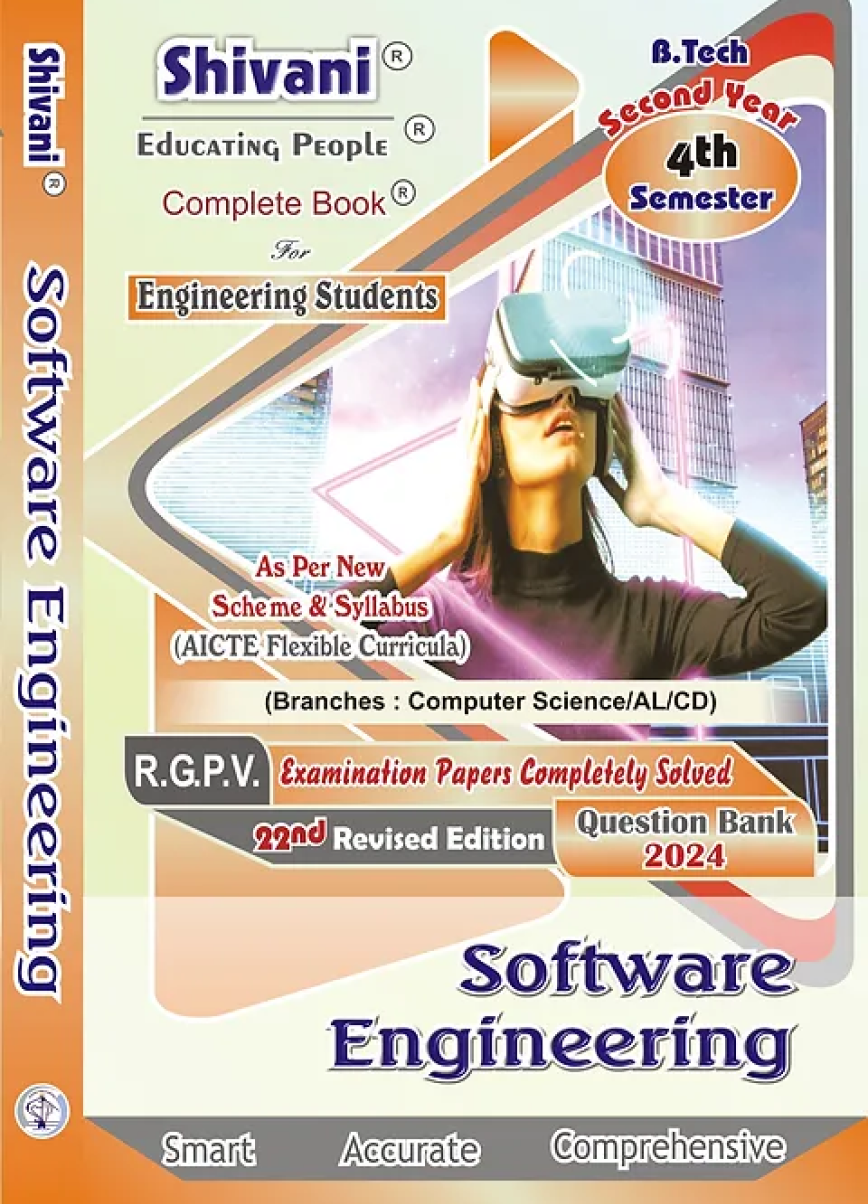 Shivani ®
Software Engineering
Shivani ®
Educating People ®
Complete Book ®
For
Engineering Students
B.Tech
Second Year
4th
Semester
As Per New
Scheme & Syllabus
(AICTE Flexible Curricula)
(Branches : Computer Science/AL/CD)
R.G.P.V. Examination Papers Completely Solved
22nd Revised Edition
Question Bank
2024
Software
Engineering
Smart Accurate Comprehensive